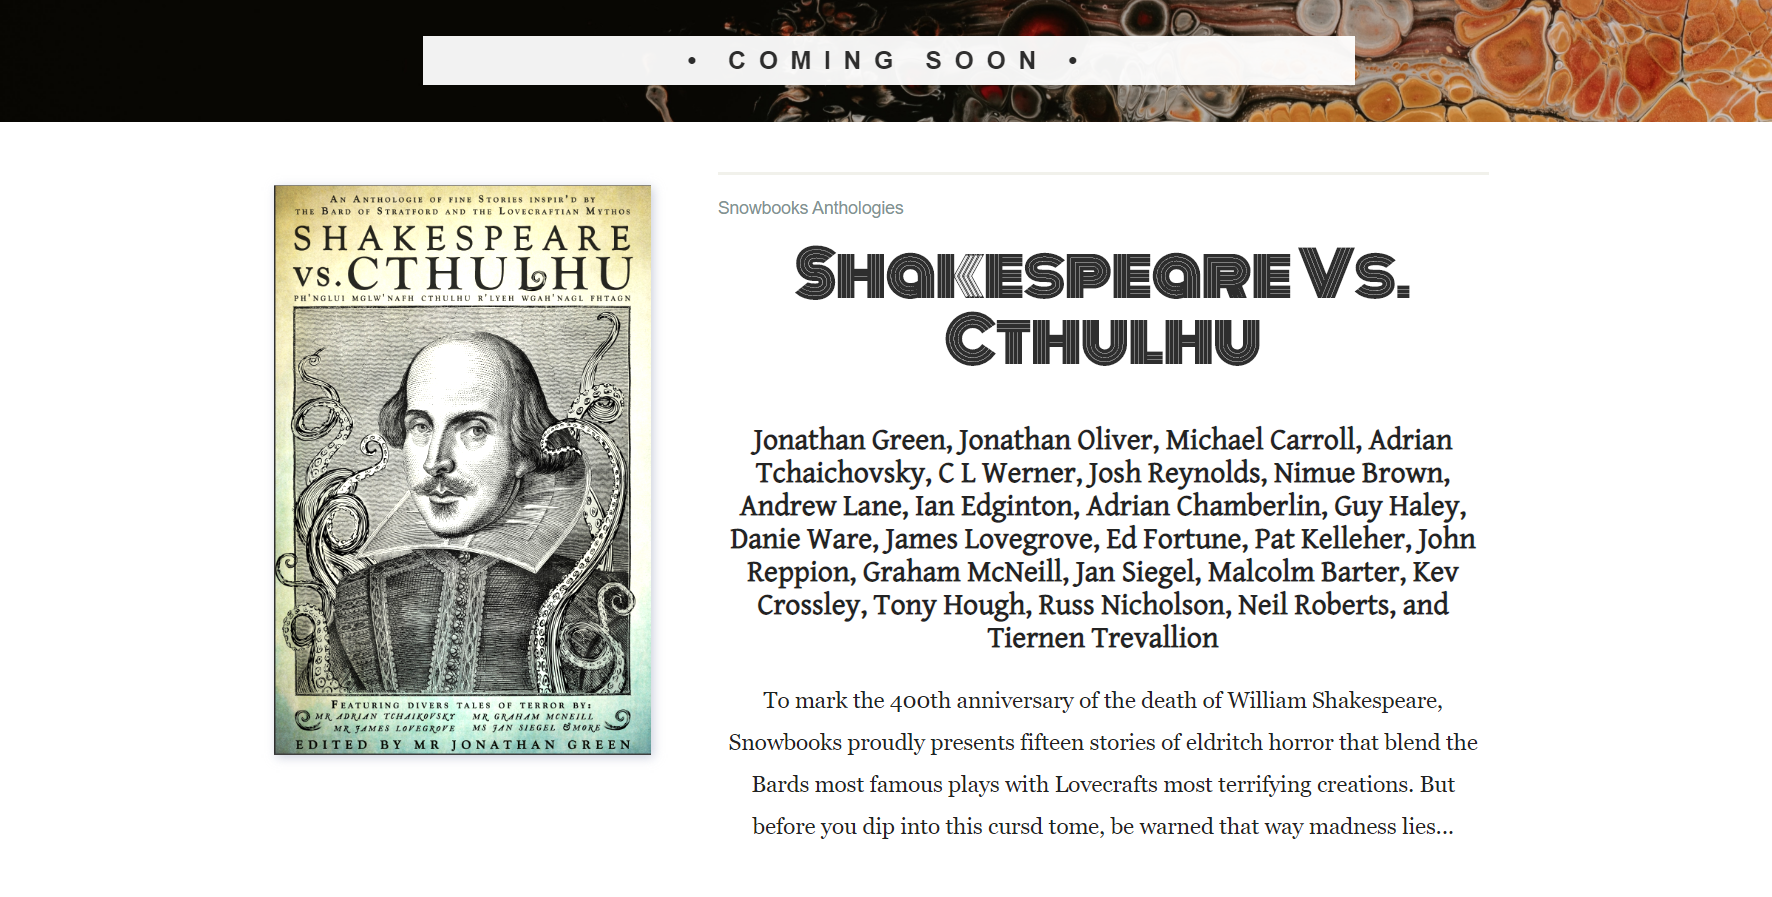 • COMING SOON •
AN ANTHOLOGIE OF FINE STORIES INSPIR'D BY
THE BARD OF STRATFORD AND THE LOVECRAFTIAN MYTHOS
SHAKESPEARE
VS. CTHULHU
PH'NGLUI MGLW'NAFH CTHULHU R'LYEH WGAH'NAGL FHTAGN
FEATURING DIVERS TALES OF TERROR BY:
MR ADRIAN TCHAIKOVSKY MR GRAHAM MCNEILL
MR JAMES LOVEGROVE MS JAN SIEGEL & MORE
EDITED BY MR JONATHAN GREEN
Snowbooks Anthologies
Shakespeare Vs.
Cthulhu
Jonathan Green, Jonathan Oliver, Michael Carroll, Adrian
Tchaichovsky, C L Werner, Josh Reynolds, Nimue Brown,
Andrew Lane, Ian Edginton, Adrian Chamberlin, Guy Haley,
Danie Ware, James Lovegrove, Ed Fortune, Pat Kelleher, John
Reppion, Graham McNeill, Jan Siegel, Malcolm Barter, Kev
Crossley, Tony Hough, Russ Nicholson, Neil Roberts, and
Tiernen Trevallion
To mark the 400th anniversary of the death of William Shakespeare,
Snowbooks proudly presents fifteen stories of eldritch horror that blend the
Bards most famous plays with Lovecrafts most terrifying creations. But
before you dip into this cursd tome, be warned that way madness lies...